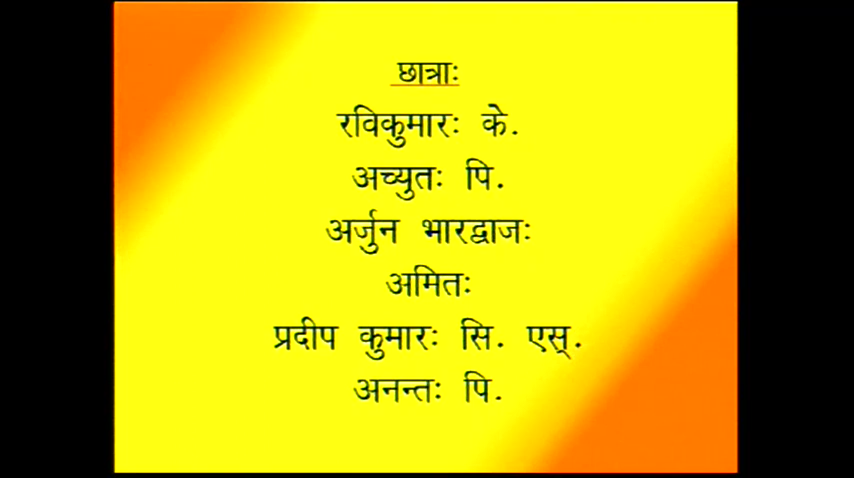 छात्राः
रविकुमारः के.
अच्युतः पि.
अर्जुन भारद्वाजः
अमितः
प्रदीप कुमारः सि. एस्.
अनन्तः पि.